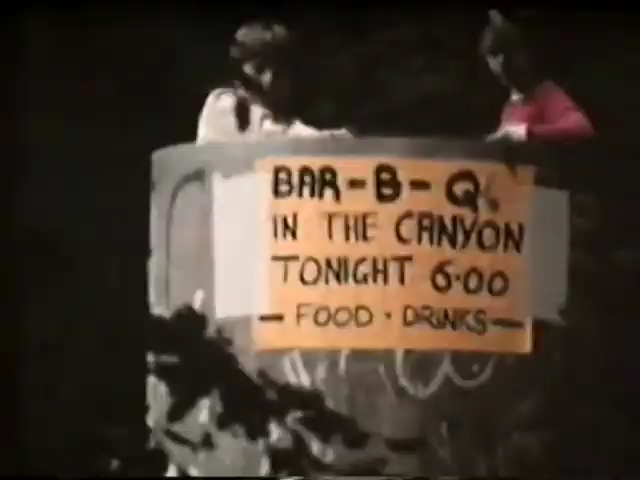 BAR-B-Q's
IN THE CANYON
TONIGHT 6.00
- FOOD · DRINKS -